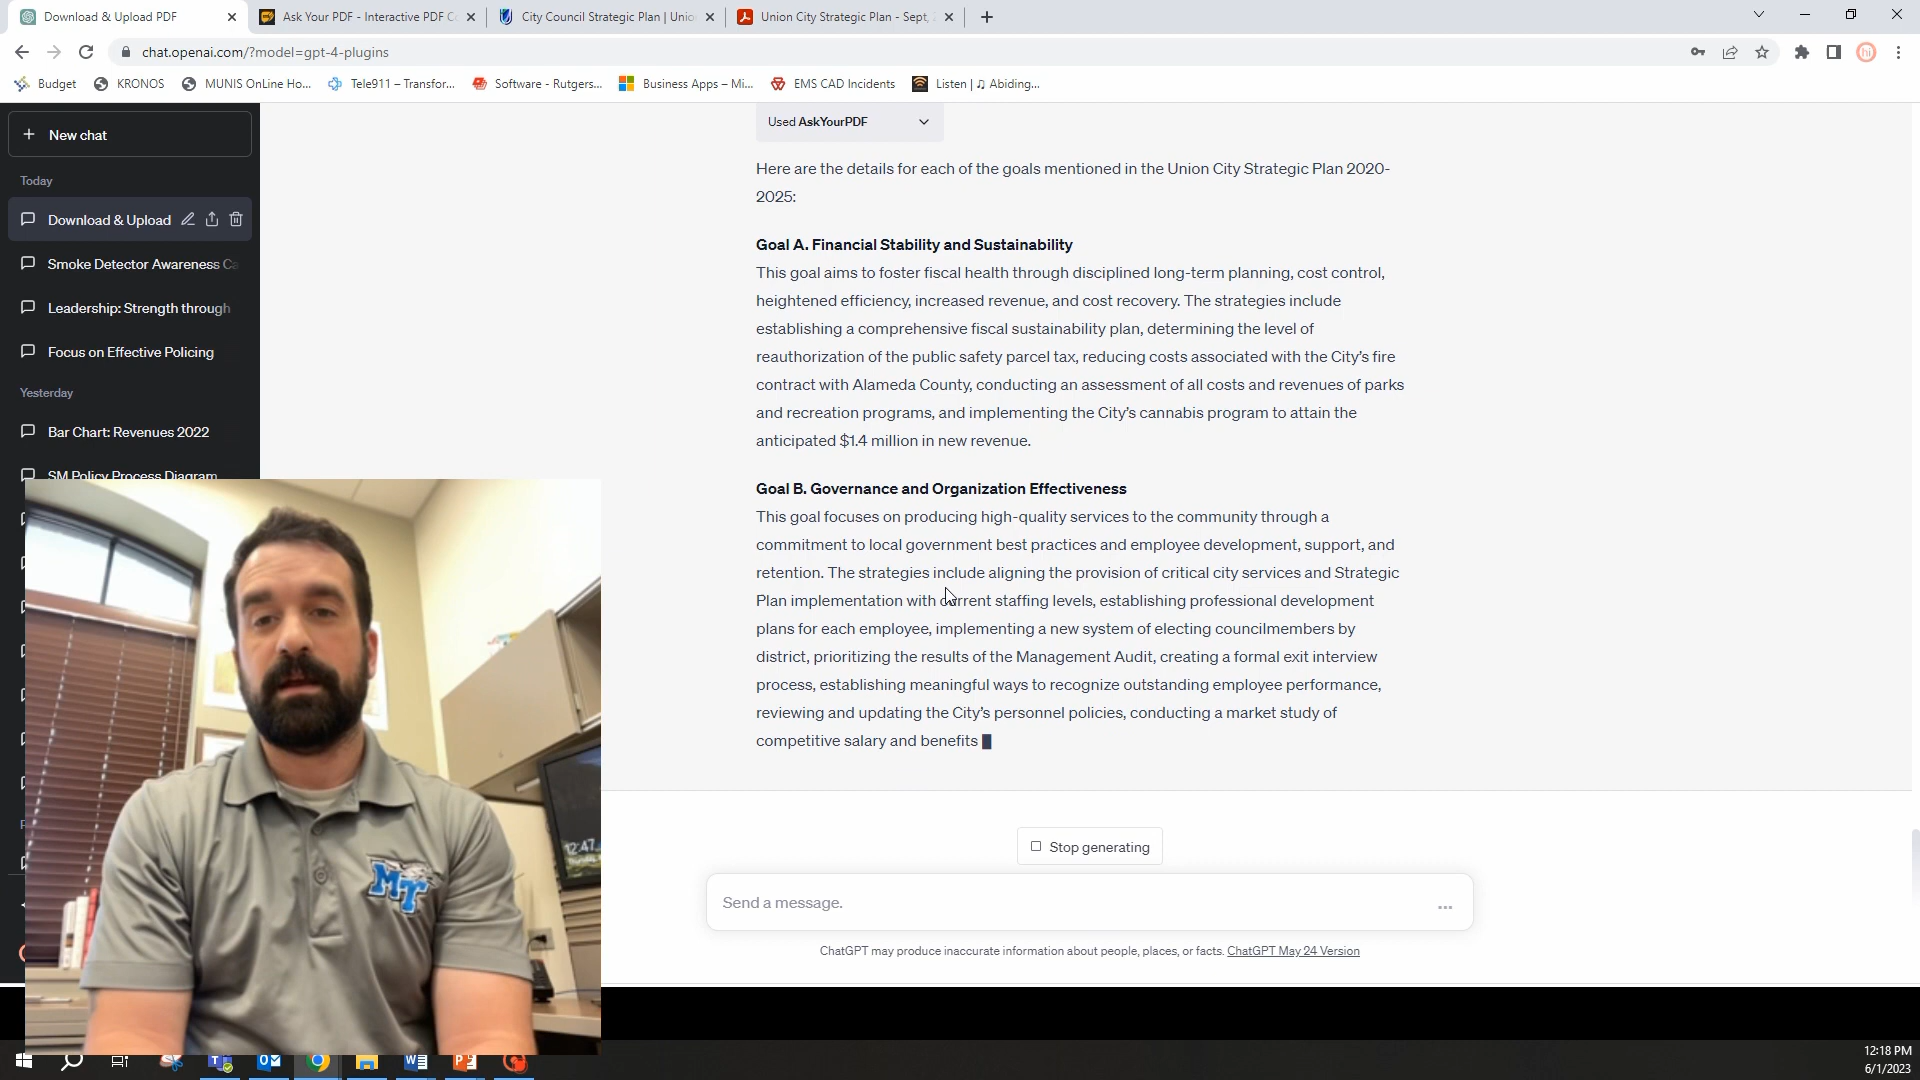 Download & Upload PDF
Ask Your PDF - Interactive PDF C
City Council Strategic Plan | Unio
Union City Strategic Plan - Sept,
chat.openai.com/?model=gpt-4-plugins
hi
Budget
KRONOS
MUNIS OnLine Ho...
Tele911 – Transfor...
Software - Rutgers...
Business Apps – Mi...
EMS CAD Incidents
Listen | ♫ Abiding...
New chat
Today
Download & Upload
Smoke Detector Awareness Ca
Leadership: Strength through
Focus on Effective Policing
Yesterday
Bar Chart: Revenues 2022
SM Policy Process Diagram
Used AskYourPDF
Here are the details for each of the goals mentioned in the Union City Strategic Plan 2020-
2025:
Goal A. Financial Stability and Sustainability
This goal aims to foster fiscal health through disciplined long-term planning, cost control,
heightened efficiency, increased revenue, and cost recovery. The strategies include
establishing a comprehensive fiscal sustainability plan, determining the level of
reauthorization of the public safety parcel tax, reducing costs associated with the City's fire
contract with Alameda County, conducting an assessment of all costs and revenues of parks
and recreation programs, and implementing the City's cannabis program to attain the
anticipated $1.4 million in new revenue.
Goal B. Governance and Organization Effectiveness
This goal focuses on producing high-quality services to the community through a
commitment to local government best practices and employee development, support, and
retention. The strategies include aligning the provision of critical city services and Strategic
Plan implementation with current staffing levels, establishing professional development
plans for each employee, implementing a new system of electing councilmembers by
district, prioritizing the results of the Management Audit, creating a formal exit interview
process, establishing meaningful ways to recognize outstanding employee performance,
reviewing and updating the City's personnel policies, conducting a market study of
competitive salary and benefits
Stop generating
Send a message.
ChatGPT may produce inaccurate information about people, places, or facts. ChatGPT May 24 Version
MT
12:47
12:18 PM
6/1/2023